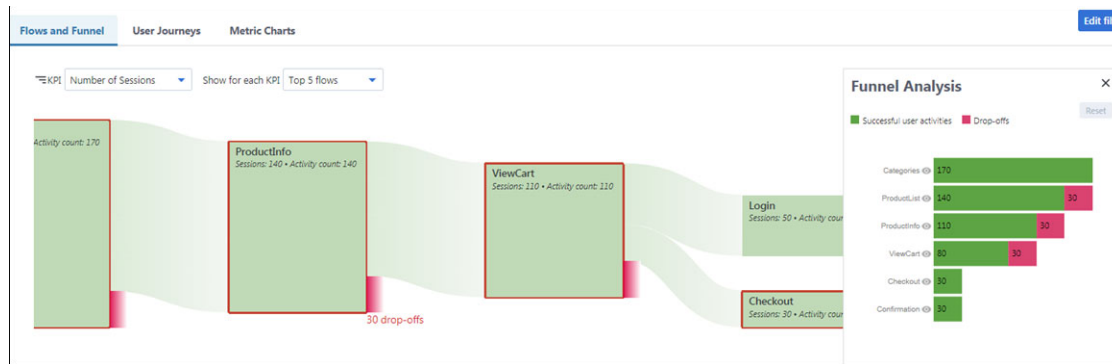 Flows and Funnel User Journeys Metric Charts
Edit fil
KPI Number of Sessions Show for each KPI Top 5 flows
Funnel Analysis
Reset
Successful user activities Drop-offs
Activity count: 170
ProductInfo
Sessions: 140 • Activity count: 140
ViewCart
Sessions: 110 • Activity count: 110
Login
Sessions: 50 • Activity cour
Checkout
Sessions: 30 • Activity cour
30 drop-offs
Categories 170
ProductList 140 30
ProductInfo 110 30
ViewCart 80 30
Checkout 30
Confirmation 30